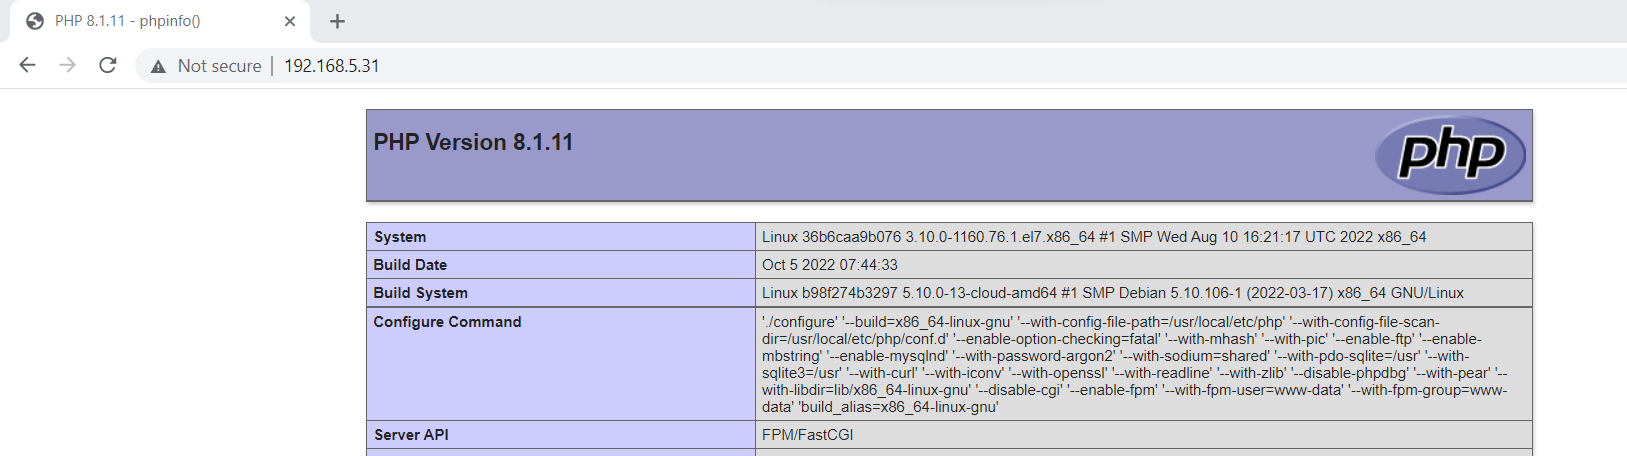 PHP 8.1.11 - phpinfo()
Not secure | 192.168.5.31
PHP Version 8.1.11
php
System
Linux 36b6caa9b076 3.10.0-1160.76.1.el7.x86_64 #1 SMP Wed Aug 10 16:21:17 UTC 2022 x86_64
Build Date
Oct 5 2022 07:44:33
Build System
Linux b98f274b3297 5.10.0-13-cloud-amd64 #1 SMP Debian 5.10.106-1 (2022-03-17) x86_64 GNU/Linux
Configure Command
'./configure' '--build=x86_64-linux-gnu' '--with-config-file-path=/usr/local/etc/php' '--with-config-file-scan-
dir=/usr/local/etc/php/conf.d' '--enable-option-checking=fatal' '--with-mhash' '--with-pic' '--enable-ftp' '--enable-
mbstring' '--enable-mysqlnd' '--with-password-argon2' '--with-sodium=shared' '--with-pdo-sqlite=/usr' '--with-
sqlite3=/usr' '--with-curl' '--with-iconv' '--with-openssl' '--with-readline' '--with-zlib' '--disable-phpdbg' '--with-pear' '--
with-libdir=lib/x86_64-linux-gnu' '--disable-cgi' '--enable-fpm' '--with-fpm-user=www-data' '--with-fpm-group=www-
data' 'build_alias=x86_64-linux-gnu'
Server API
FPM/FastCGI